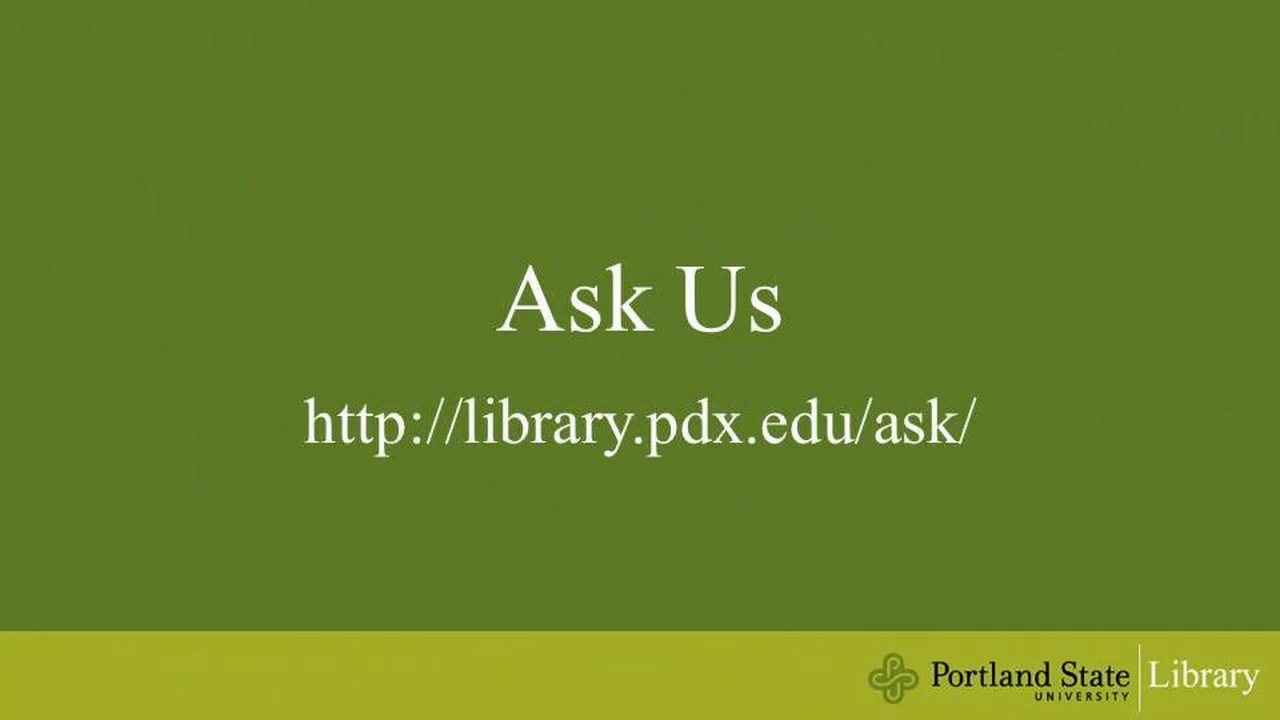 Ask Us
http://library.pdx.edu/ask/
Portland State
UNIVERSITY
Library